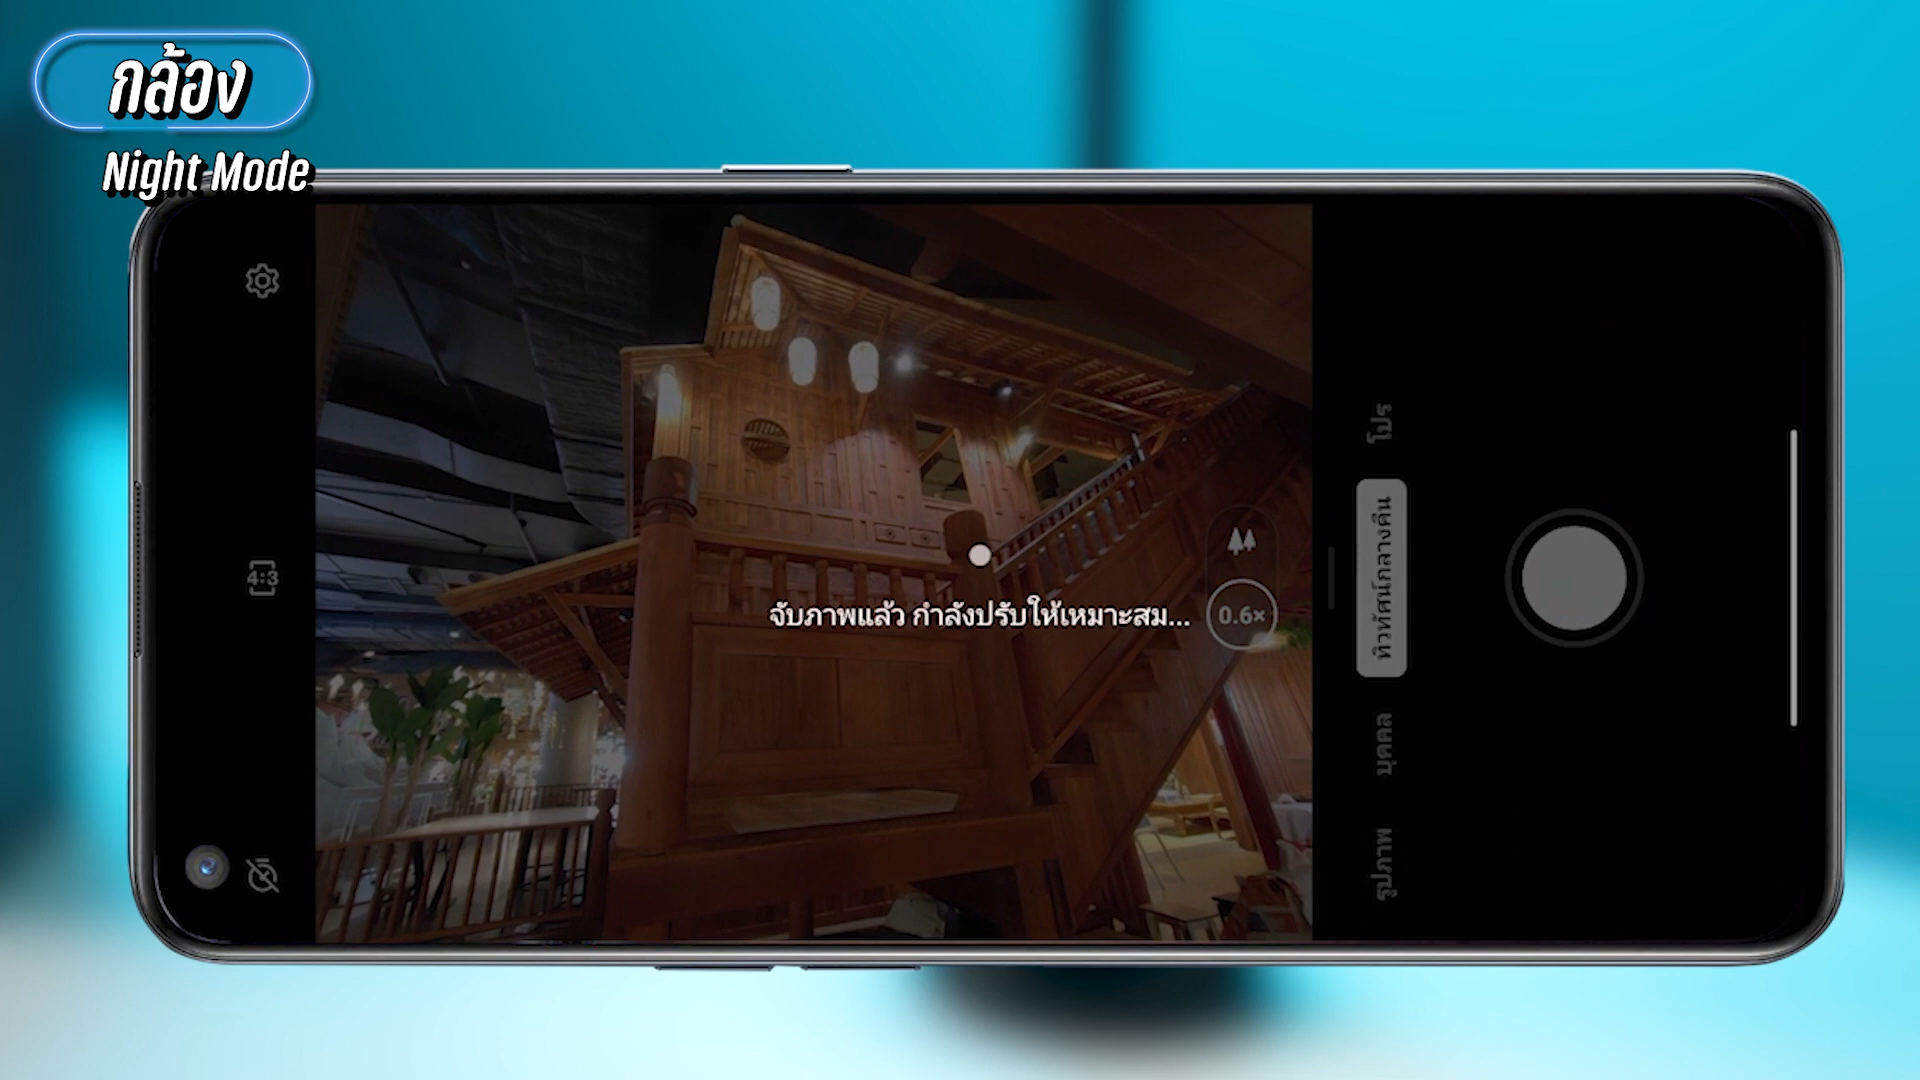 กล้อง
Night Mode
4:3
จับภาพแล้ว กำลังปรับให้เหมาะสม...
0.6×
โปร
ทิวทัศน์กลางคืน
บุคคล
รูปภาพ